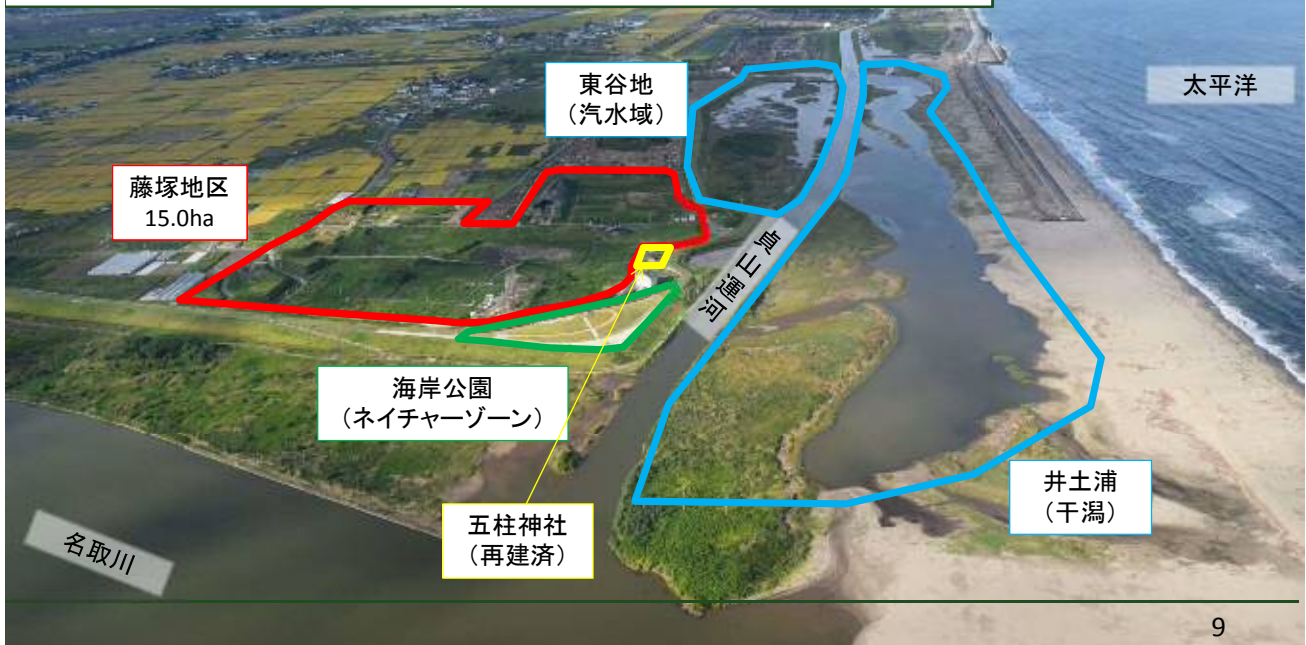 東谷地
（汽水域）
太平洋
藤塚地区
15.0ha
貞山運河
海岸公園
（ネイチャーゾーン）
井土浦
（干潟）
五柱神社
（再建済）
名取川
9